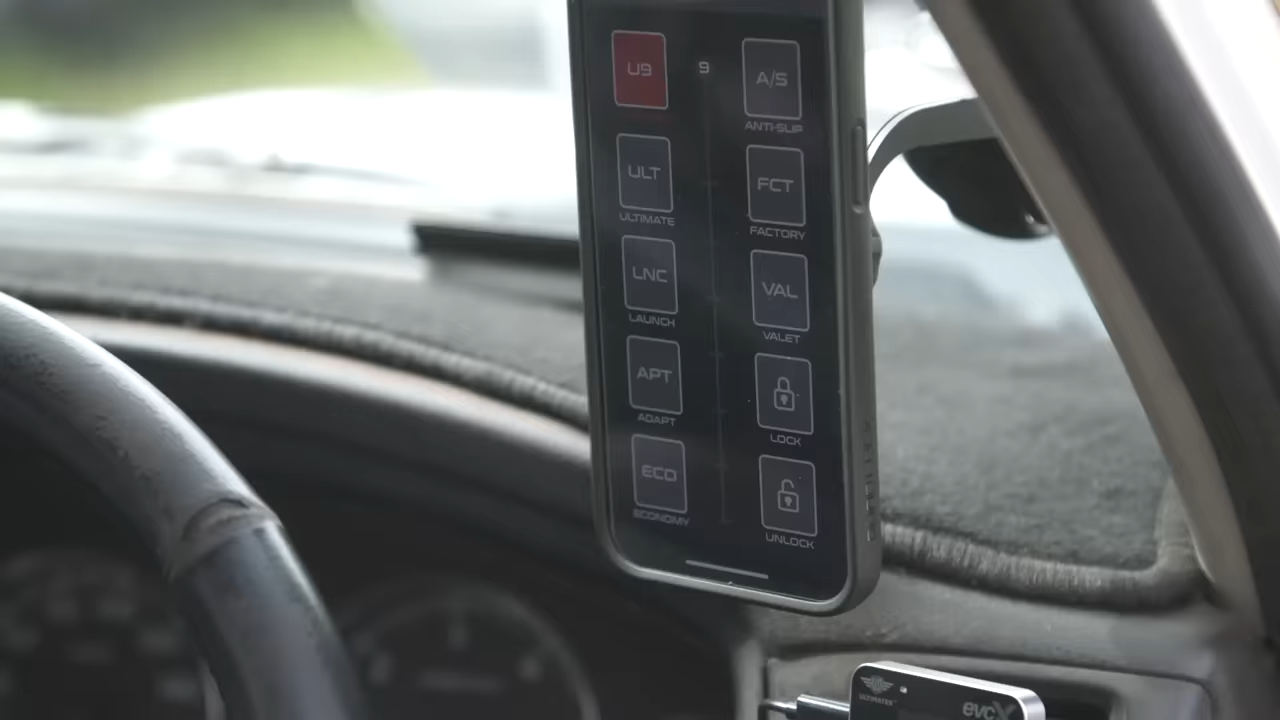 U9
9
A/S
ANTI-SLIP
ULT
ULTIMATE
FCT
FACTORY
LNC
LAUNCH
VAL
VALET
APT
ADAPT
LOCK
ECO
ECONOMY
UNLOCK
ULTIMATE9
evcX